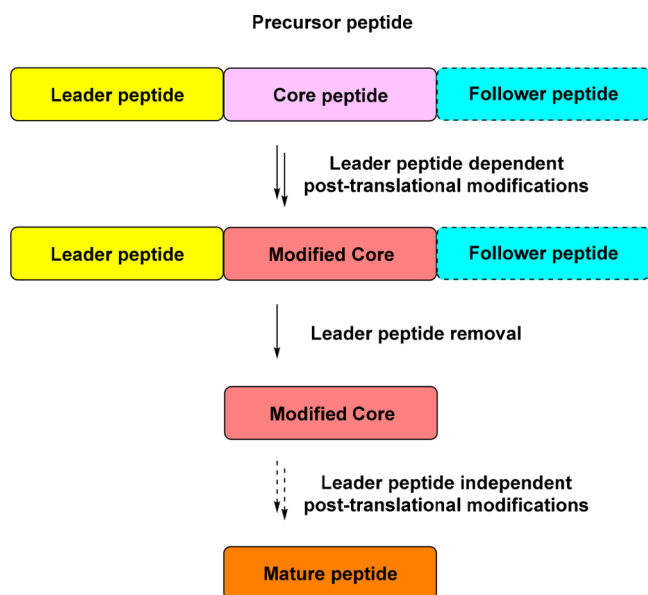 Precursor peptide
Leader peptide Core peptide Follower peptide
Leader peptide dependent
post-translational modifications
Leader peptide Modified Core Follower peptide
Leader peptide removal
Modified Core
Leader peptide independent
post-translational modifications
Mature peptide